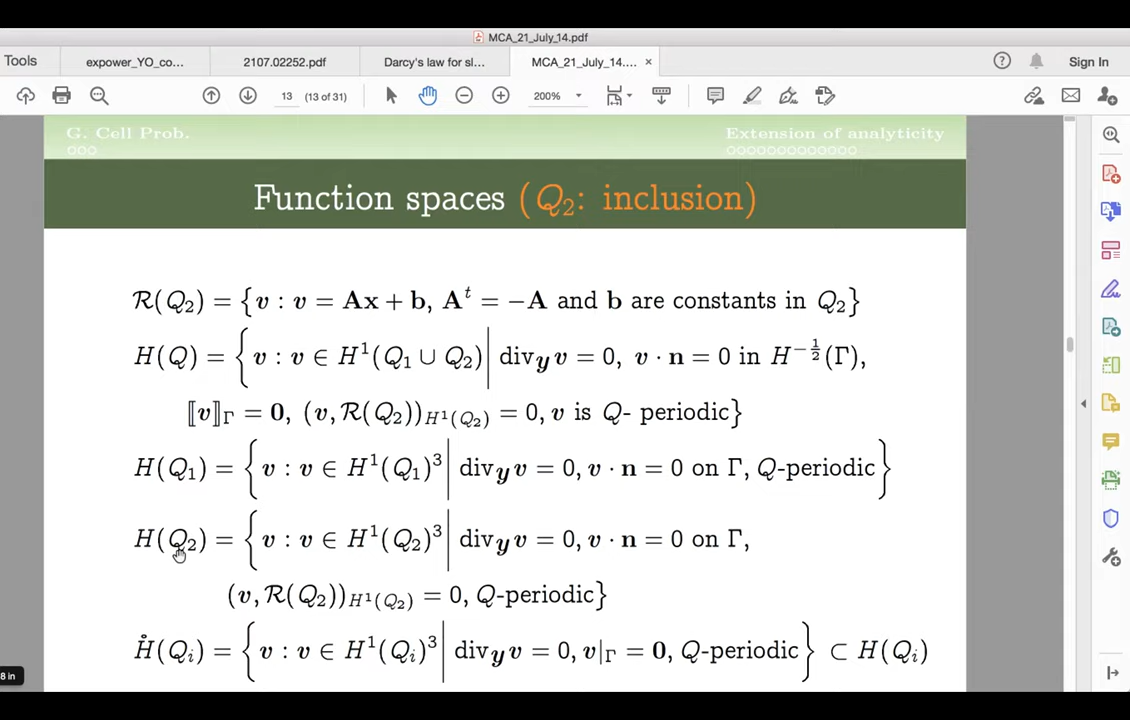 MCA_21_July_14.pdf
Tools expower_YO_co... 2107.02252.pdf Darcy's law for sl... MCA_21_July_14.... × Sign In
13 (13 of 31) 200%
G. Cell Prob. Extension of analyticity
Function spaces (Q₂: inclusion)
𝓡(Q₂) = {v : v = Ax + b, Aᵗ = −A and b are constants in Q₂}
H(Q) = { v : v ∈ H¹(Q₁ ∪ Q₂) | div_y v = 0, v · n = 0 in H^{−1/2}(Γ),
⟦v⟧_Γ = 0, (v, 𝓡(Q₂))_{H¹(Q₂)} = 0, v is Q- periodic}
H(Q₁) = { v : v ∈ H¹(Q₁)³ | div_y v = 0, v · n = 0 on Γ, Q-periodic }
H(Q₂) = { v : v ∈ H¹(Q₂)³ | div_y v = 0, v · n = 0 on Γ,
(v, 𝓡(Q₂))_{H¹(Q₂)} = 0, Q-periodic}
H̊(Qᵢ) = { v : v ∈ H¹(Qᵢ)³ | div_y v = 0, v|_Γ = 0, Q-periodic } ⊂ H(Qᵢ)
8 in